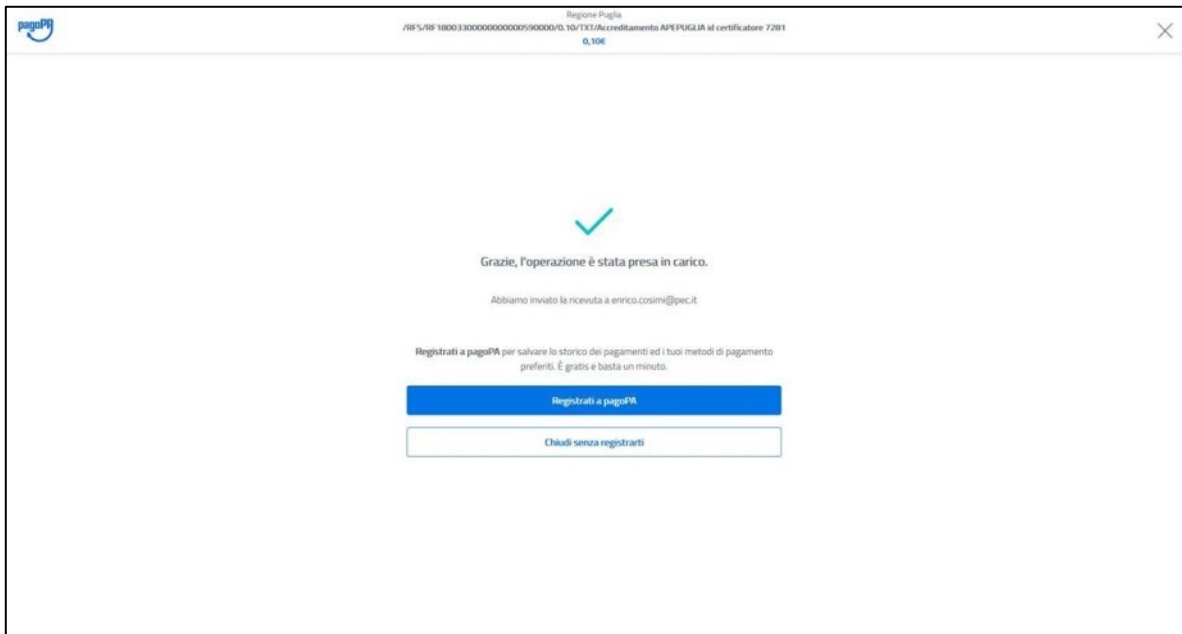 pagoPA
Regione Puglia
/RFS/RF18003300000000000590000/0.10/TXT/Accreditamento APEPUGLIA id certificatore 7281
0,10€
Grazie, l'operazione è stata presa in carico.
Abbiamo inviato la ricevuta a enrico.cosimi@pec.it
Registrati a pagoPA per salvare lo storico dei pagamenti ed i tuoi metodi di pagamento
preferiti. È gratis e basta un minuto.
Registrati a pagoPA
Chiudi senza registrarti